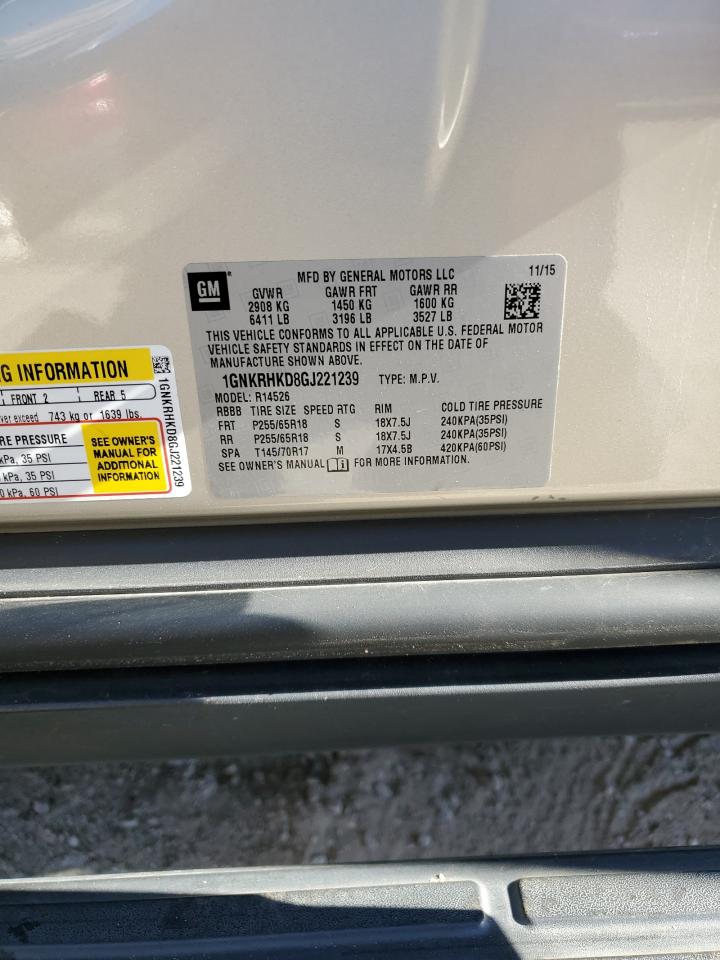 GM
MFD BY GENERAL MOTORS LLC 11/15
GVWR GAWR FRT GAWR RR
2908 KG 1450 KG 1600 KG
6411 LB 3196 LB 3527 LB
THIS VEHICLE CONFORMS TO ALL APPLICABLE U.S. FEDERAL MOTOR
VEHICLE SAFETY STANDARDS IN EFFECT ON THE DATE OF
MANUFACTURE SHOWN ABOVE.
1GNKRHKD8GJ221239 TYPE: M.P.V.
MODEL: R14526
RBBB TIRE SIZE SPEED RTG RIM COLD TIRE PRESSURE
FRT P255/65R18 S 18X7.5J 240KPA(35PSI)
RR P255/65R18 S 18X7.5J 240KPA(35PSI)
SPA T145/70R17 M 17X4.5B 420KPA(60PSI)
SEE OWNER'S MANUAL FOR MORE INFORMATION.
G INFORMATION
FRONT 2 REAR 5
ver exceed 743 kg or 1639 lbs.
RE PRESSURE
kPa, 35 PSI
kPa, 35 PSI
0 kPa, 60 PSI
SEE OWNER'S
MANUAL FOR
ADDITIONAL
INFORMATION
1GNKRHKD8GJ221239